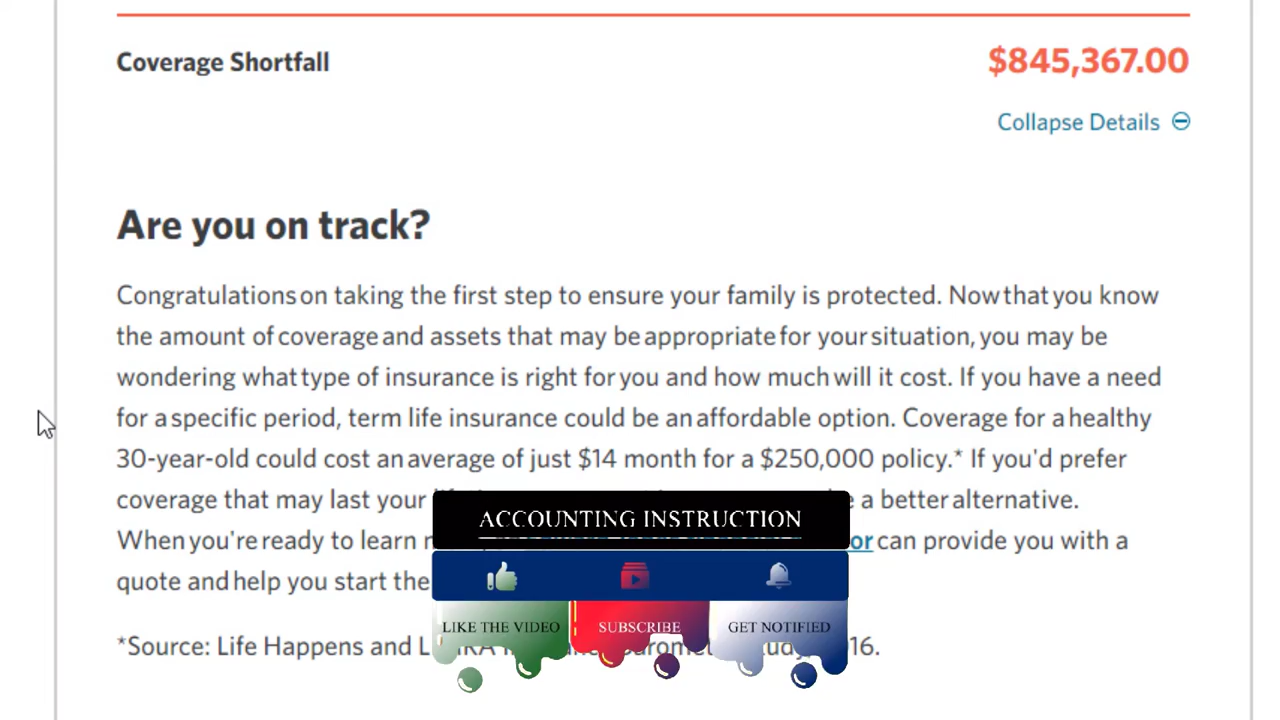 Coverage Shortfall
$845,367.00
Collapse Details
Are you on track?
Congratulations on taking the first step to ensure your family is protected. Now that you know
the amount of coverage and assets that may be appropriate for your situation, you may be
wondering what type of insurance is right for you and how much will it cost. If you have a need
for a specific period, term life insurance could be an affordable option. Coverage for a healthy
30-year-old could cost an average of just $14 month for a $250,000 policy.* If you'd prefer
coverage that may last your a better alternative.
When you're ready to learn or can provide you with a
quote and help you start the
*Source: Life Happens and
ACCOUNTING INSTRUCTION
LIKE THE VIDEO
SUBSCRIBE
GET NOTIFIED